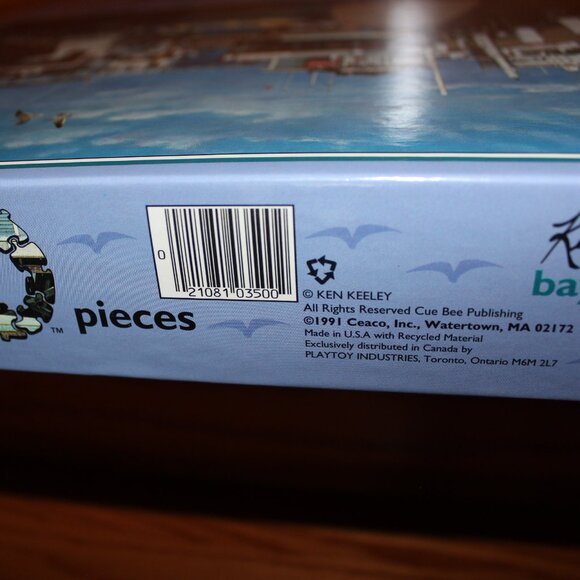 0
21081 03500
™ pieces
© KEN KEELEY
All Rights Reserved Cue Bee Publishing
©1991 Ceaco, Inc., Watertown, MA 02172
Made in U.S.A with Recycled Material
Exclusively distributed in Canada by
PLAYTOY INDUSTRIES, Toronto, Ontario M6M 2L7